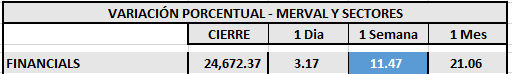 VARIACIÓN PORCENTUAL - MERVAL Y SECTORES
CIERRE 1 Dia 1 Semana 1 Mes
FINANCIALS 24,672.37 3.17 11.47 21.06